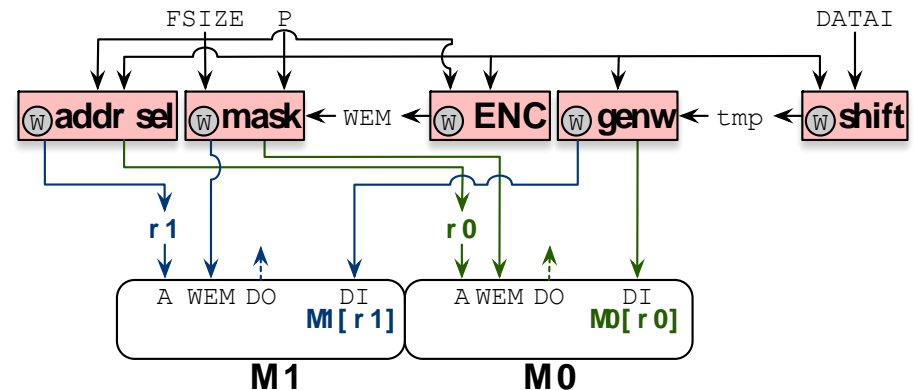 FSIZE P DATAI
W addr sel W mask WEM W ENC W genw tmp W shift
r1 r0
A WEM DO DI A WEM DO DI
M1[r1] M0[r0]
M1 M0